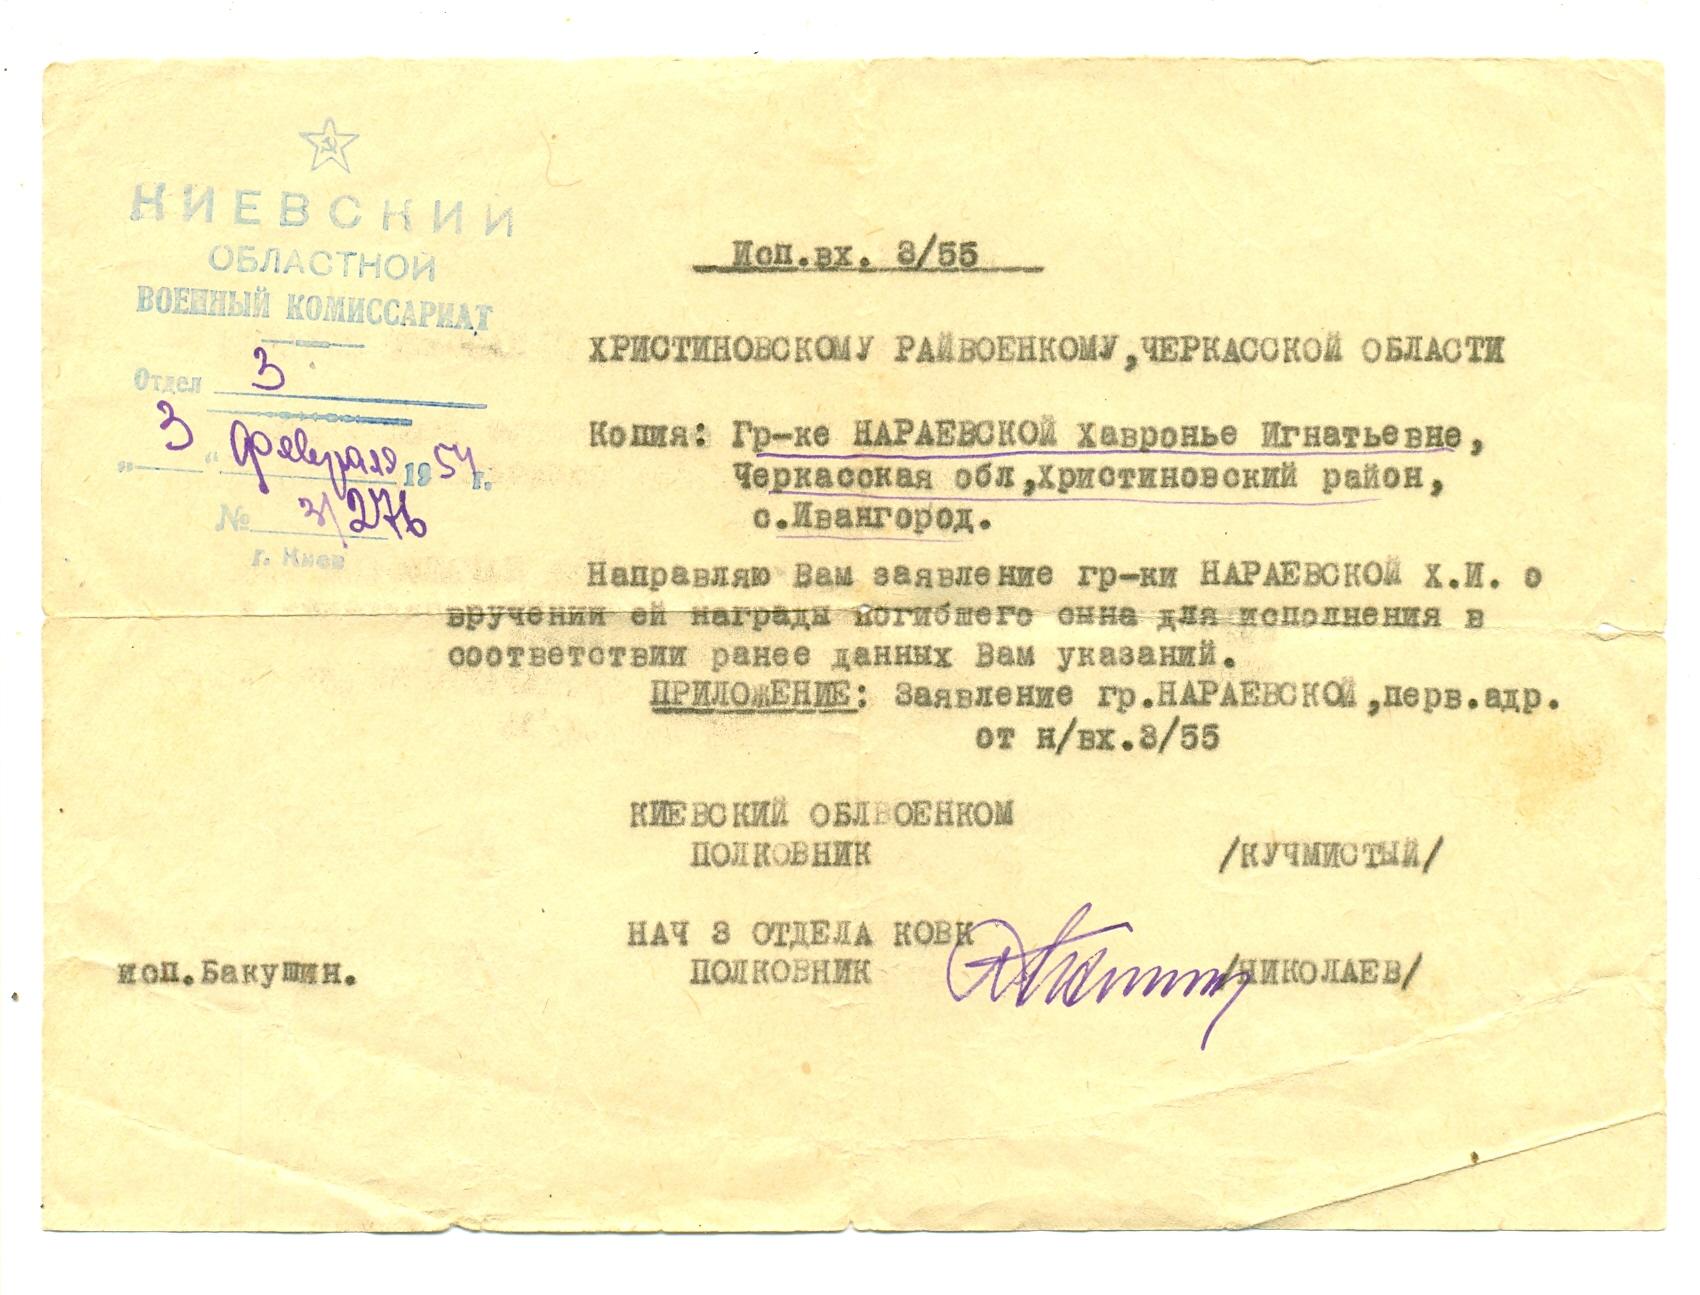 КИЕВСКИЙ
ОБЛАСТНОЙ
ВОЕННЫЙ КОМИССАРИАТ
Отдел 3
„3“ февраля 1954 г.
№ 3/276
г. Киев
Исп.вх. 3/55
ХРИСТИНОВСКОМУ РАЙВОЕНКОМУ,ЧЕРКАССКОЙ ОБЛАСТИ
Копия: Гр-ке НАРАЕВСКОЙ Хавронье Игнатьевне,
Черкасская обл,Христиновский район,
с.Ивангород.
Направляю Вам заявление гр-ки НАРАЕВСКОЙ Х.И. о
вручении ей награды погибшего сына для исполнения в
соответствии ранее данных Вам указаний.
ПРИЛОЖЕНИЕ: Заявление гр.НАРАЕВСКОЙ,перв.адр.
от н/вх.3/55
КИЕВСКИЙ ОБЛВОЕНКОМ
ПОЛКОВНИК /КУЧМИСТЫЙ/
НАЧ 3 ОТДЕЛА КОВК
ПОЛКОВНИК /НИКОЛАЕВ/
исп.Бакушин.